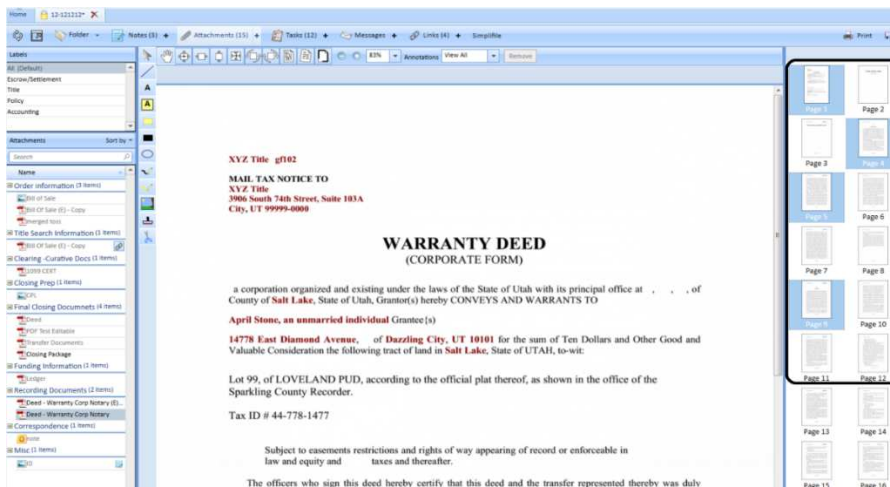 Home 12-121212* X
Folder Notes (3) + Attachments (15) + Tasks (12) + Messages + Links (4) + Simplifile Print
Labels
All (Default)
Escrow/Settlement
Title
Policy
Accounting
83% Annotations View All Remove
Attachments Sort by
Search
Name
Order information (3 items)
Bill of Sale
Bill Of Sale (E) - Copy
merged toss
Title Search Information (1 items)
Bill Of Sale (E) - Copy
Clearing -Curative Docs (1 items)
1099 CERT
Closing Prep (1 items)
CPL
Final Closing Documnets (4 items)
Deed
PDF Test Editable
Transfer Documents
Closing Package
Funding Information (1 items)
Ledger
Recording Documents (2 items)
Deed - Warranty Corp Notary (E)...
Deed - Warranty Corp Notary
Correspondence (1 items)
note
Misc (1 items)
ID
XYZ Title gf102
MAIL TAX NOTICE TO
XYZ Title
3906 South 74th Street, Suite 103A
City, UT 99999-0000
WARRANTY DEED
(CORPORATE FORM)
a corporation organized and existing under the laws of the State of Utah with its principal office at , , , of
County of Salt Lake, State of Utah, Grantor(s) hereby CONVEYS AND WARRANTS TO
April Stone, an unmarried individual Grantee{s)
14778 East Diamond Avenue, of Dazzling City, UT 10101 for the sum of Ten Dollars and Other Good and
Valuable Consideration the following tract of land in Salt Lake, State of UTAH, to-wit:
Lot 99, of LOVELAND PUD, according to the official plat thereof, as shown in the office of the
Sparkling County Recorder.
Tax ID # 44-778-1477
Subject to easements restrictions and rights of way appearing of record or enforceable in
law and equity and taxes and thereafter.
The officers who sign this deed hereby certify that this deed and the transfer represented thereby was duly
Page 1 Page 2
Page 3 Page 4
Page 5 Page 6
Page 7 Page 8
Page 9 Page 10
Page 11 Page 12
Page 13 Page 14
Page 15 Page 16